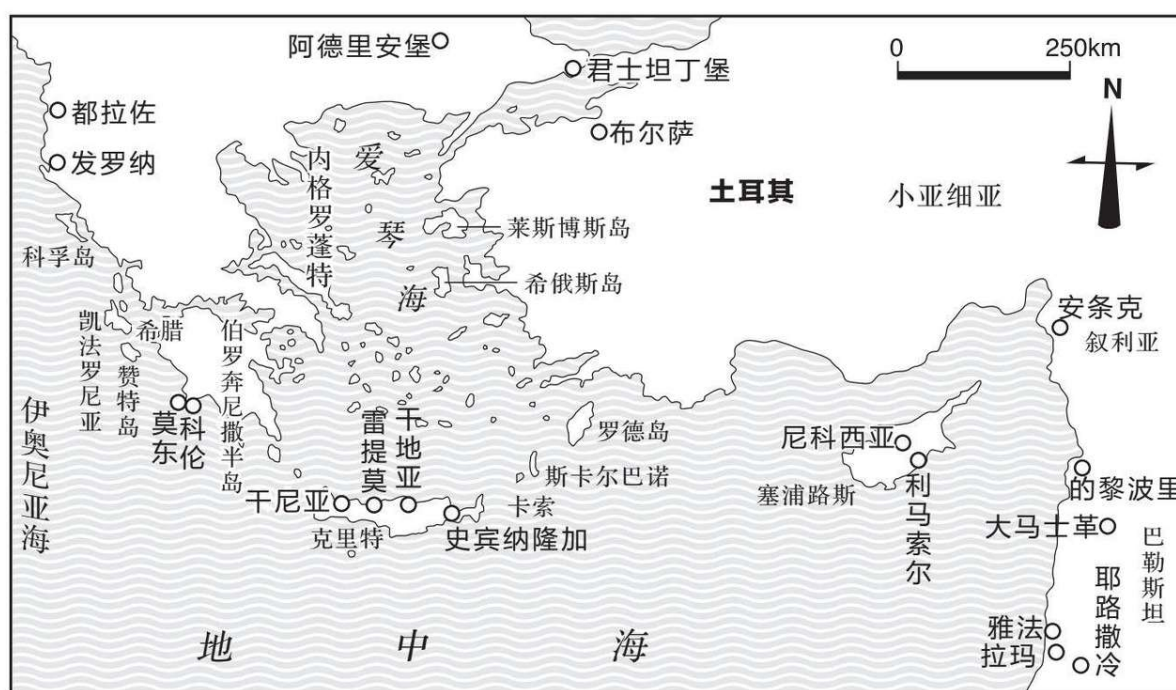 阿德里安堡
君士坦丁堡
0 250km
N
都拉佐
布尔萨
发罗纳
内格罗蓬特
爱琴海
土耳其
小亚细亚
莱斯博斯岛
科孚岛
希俄斯岛
安条克
叙利亚
凯法罗尼亚
希腊
伯罗奔尼撒半岛
赞特岛
伊奥尼亚海
莫东
科伦
雷提莫
干地亚
罗德岛
尼科西亚
斯卡尔巴诺
塞浦路斯
利马索尔
的黎波里
干尼亚
卡索
克里特
史宾纳隆加
大马士革
巴勒斯坦
耶路撒冷
雅法
拉玛
地中海